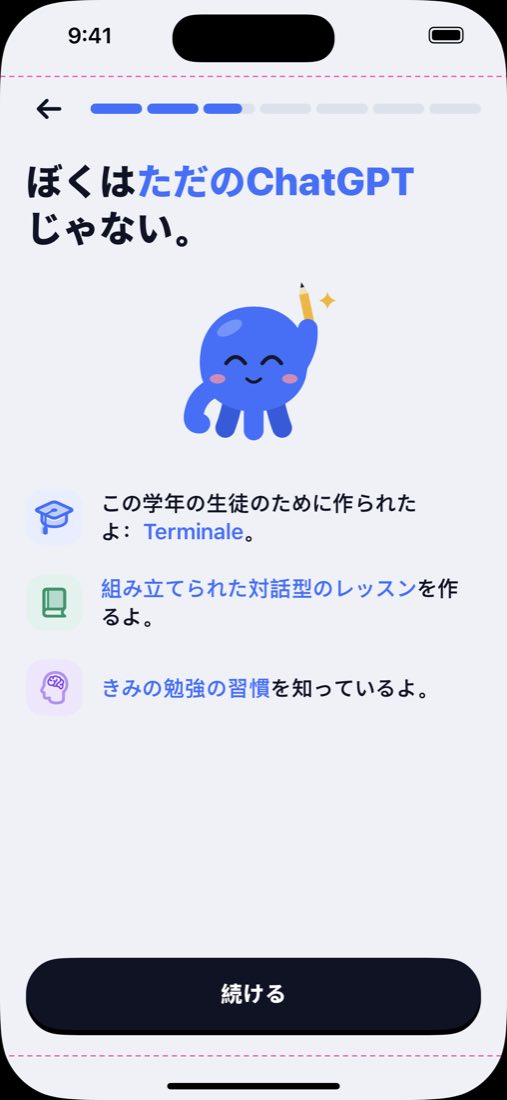 9:41
ぼくはただのChatGPT
じゃない。
この学年の生徒のために作られた
よ：Terminale。
組み立てられた対話型のレッスンを作
るよ。
きみの勉強の習慣を知っているよ。
続ける